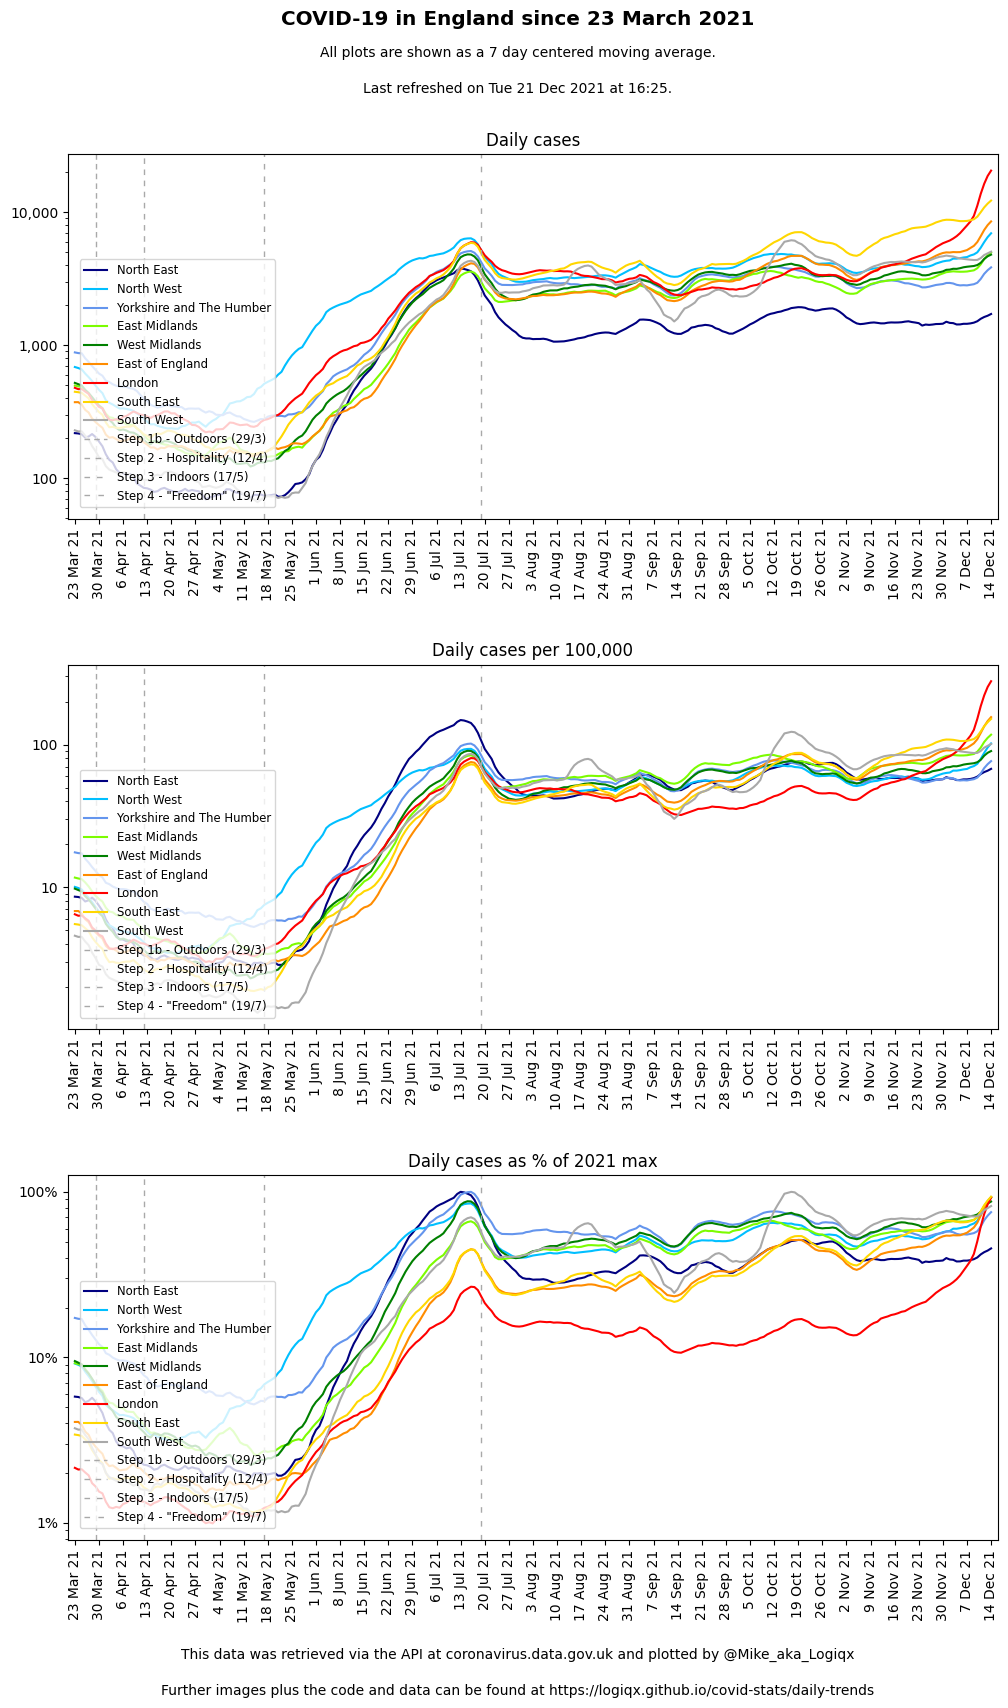 COVID-19 in England since 23 March 2021
All plots are shown as a 7 day centered moving average.
Last refreshed on Tue 21 Dec 2021 at 16:25.
Daily cases
10,000
1,000
100
North East
North West
Yorkshire and The Humber
East Midlands
West Midlands
East of England
London
South East
South West
Step 1b - Outdoors (29/3)
Step 2 - Hospitality (12/4)
Step 3 - Indoors (17/5)
Step 4 - "Freedom" (19/7)
23 Mar 21
30 Mar 21
6 Apr 21
13 Apr 21
20 Apr 21
27 Apr 21
4 May 21
11 May 21
18 May 21
25 May 21
1 Jun 21
8 Jun 21
15 Jun 21
22 Jun 21
29 Jun 21
6 Jul 21
13 Jul 21
20 Jul 21
27 Jul 21
3 Aug 21
10 Aug 21
17 Aug 21
24 Aug 21
31 Aug 21
7 Sep 21
14 Sep 21
21 Sep 21
28 Sep 21
5 Oct 21
12 Oct 21
19 Oct 21
26 Oct 21
2 Nov 21
9 Nov 21
16 Nov 21
23 Nov 21
30 Nov 21
7 Dec 21
14 Dec 21
Daily cases per 100,000
100
10
North East
North West
Yorkshire and The Humber
East Midlands
West Midlands
East of England
London
South East
South West
Step 1b - Outdoors (29/3)
Step 2 - Hospitality (12/4)
Step 3 - Indoors (17/5)
Step 4 - "Freedom" (19/7)
23 Mar 21
30 Mar 21
6 Apr 21
13 Apr 21
20 Apr 21
27 Apr 21
4 May 21
11 May 21
18 May 21
25 May 21
1 Jun 21
8 Jun 21
15 Jun 21
22 Jun 21
29 Jun 21
6 Jul 21
13 Jul 21
20 Jul 21
27 Jul 21
3 Aug 21
10 Aug 21
17 Aug 21
24 Aug 21
31 Aug 21
7 Sep 21
14 Sep 21
21 Sep 21
28 Sep 21
5 Oct 21
12 Oct 21
19 Oct 21
26 Oct 21
2 Nov 21
9 Nov 21
16 Nov 21
23 Nov 21
30 Nov 21
7 Dec 21
14 Dec 21
Daily cases as % of 2021 max
100%
10%
1%
North East
North West
Yorkshire and The Humber
East Midlands
West Midlands
East of England
London
South East
South West
Step 1b - Outdoors (29/3)
Step 2 - Hospitality (12/4)
Step 3 - Indoors (17/5)
Step 4 - "Freedom" (19/7)
23 Mar 21
30 Mar 21
6 Apr 21
13 Apr 21
20 Apr 21
27 Apr 21
4 May 21
11 May 21
18 May 21
25 May 21
1 Jun 21
8 Jun 21
15 Jun 21
22 Jun 21
29 Jun 21
6 Jul 21
13 Jul 21
20 Jul 21
27 Jul 21
3 Aug 21
10 Aug 21
17 Aug 21
24 Aug 21
31 Aug 21
7 Sep 21
14 Sep 21
21 Sep 21
28 Sep 21
5 Oct 21
12 Oct 21
19 Oct 21
26 Oct 21
2 Nov 21
9 Nov 21
16 Nov 21
23 Nov 21
30 Nov 21
7 Dec 21
14 Dec 21
This data was retrieved via the API at coronavirus.data.gov.uk and plotted by @Mike_aka_Logiqx
Further images plus the code and data can be found at https://logiqx.github.io/covid-stats/daily-trends